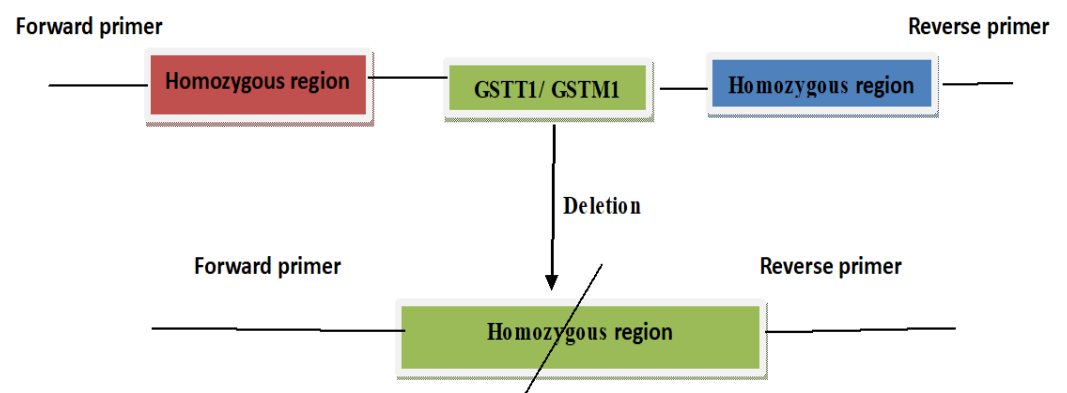 Forward primer
Reverse primer
Homozygous region
GSTT1/ GSTM1
Homozygous region
Deletion
Forward primer
Reverse primer
Homozygous region